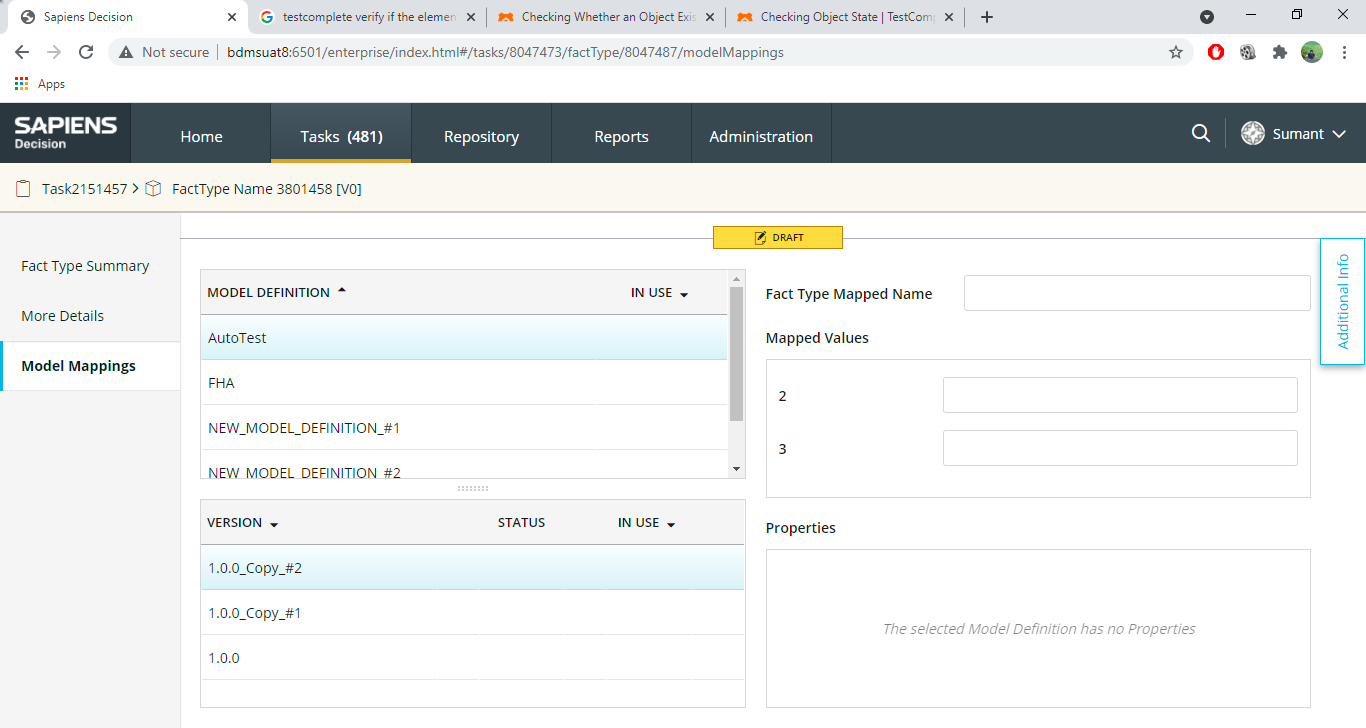 Sapiens Decision
testcomplete verify if the elemen
Checking Whether an Object Exis
Checking Object State | TestComp
Not secure
bdmsuat8:6501/enterprise/index.html#/tasks/8047473/factType/8047487/modelMappings
Apps
SAPIENS
Decision
Home
Tasks (481)
Repository
Reports
Administration
Sumant
Task2151457 > FactType Name 3801458 [V0]
DRAFT
Additional Info
Fact Type Summary
More Details
Model Mappings
MODEL DEFINITION
IN USE
AutoTest
FHA
NEW_MODEL_DEFINITION_#1
NEW_MODEL_DEFINITION_#2
VERSION
STATUS
IN USE
1.0.0_Copy_#2
1.0.0_Copy_#1
1.0.0
Fact Type Mapped Name
Mapped Values
2
3
Properties
The selected Model Definition has no Properties